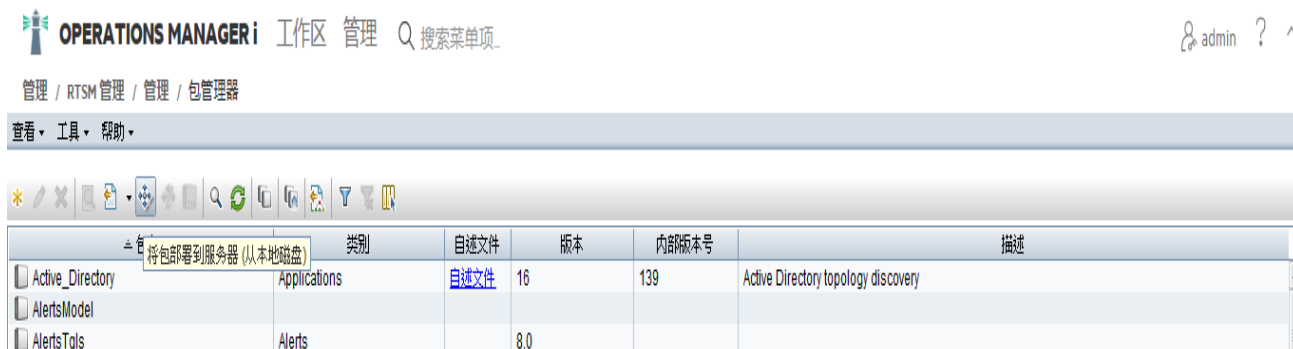 OPERATIONS MANAGER i 工作区 管理 搜索菜单项... admin ?
管理 / RTSM 管理 / 管理 / 包管理器
查看 工具 帮助
类别 自述文件 版本 内部版本号 描述
将包部署到服务器 (从本地磁盘)
Active_Directory Applications 自述文件 16 139 Active Directory topology discovery
AlertsModel
AlertsTqls Alerts 8.0